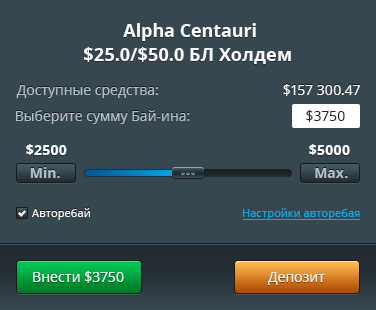 Alpha Centauri
$25.0/$50.0 БЛ Холдем
Доступные средства: $157 300.47
Выберите сумму Бай-ина: $3750
$2500 $5000
Min. Max.
Авторебай Настройки авторебая
Внести $3750 Депозит